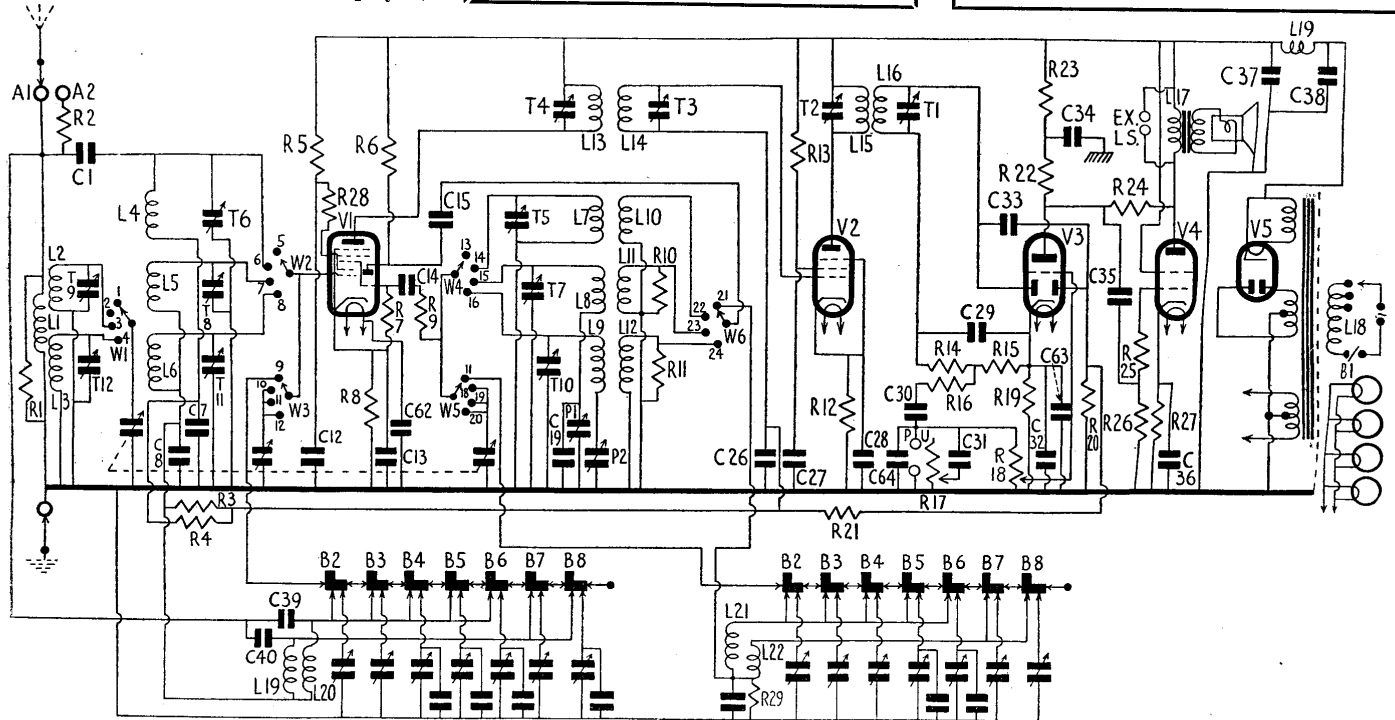 L19
A1 A2
R2
C37
C38
C1
R5
R6
T4
L13
L14
T3
R13
T2
L15
L16
T1
R23
C34
EX.
L.S.
L17
R22
L4
T6
R28
V1
C15
C33
R24
L2
T9
L1
L3
T12
R1
1
2
3
4
W1
L5
T8
L6
T11
5
6
7
8
W2
C14
R7
R9
W4
13
14
15
16
T5
L7
L10
T7
L8
L11
R10
L9
L12
R11
21
22
23
24
W6
V2
V3
V4
V5
C35
C29
R14
R15
R16
C30
R19
C63
R20
R25
R26
R27
L18
B1
9
10
11
12
W3
C7
C8
C12
R8
C62
C13
11
18
19
20
W5
T10
C19
P1
P2
C26
C27
R12
C28
C64
P.U.
R17
C31
R18
C32
C36
R3
R4
R21
B2 B3 B4 B5 B6 B7 B8
B2 B3 B4 B5 B6 B7 B8
C39
C40
L19
L20
L21
L22
R29